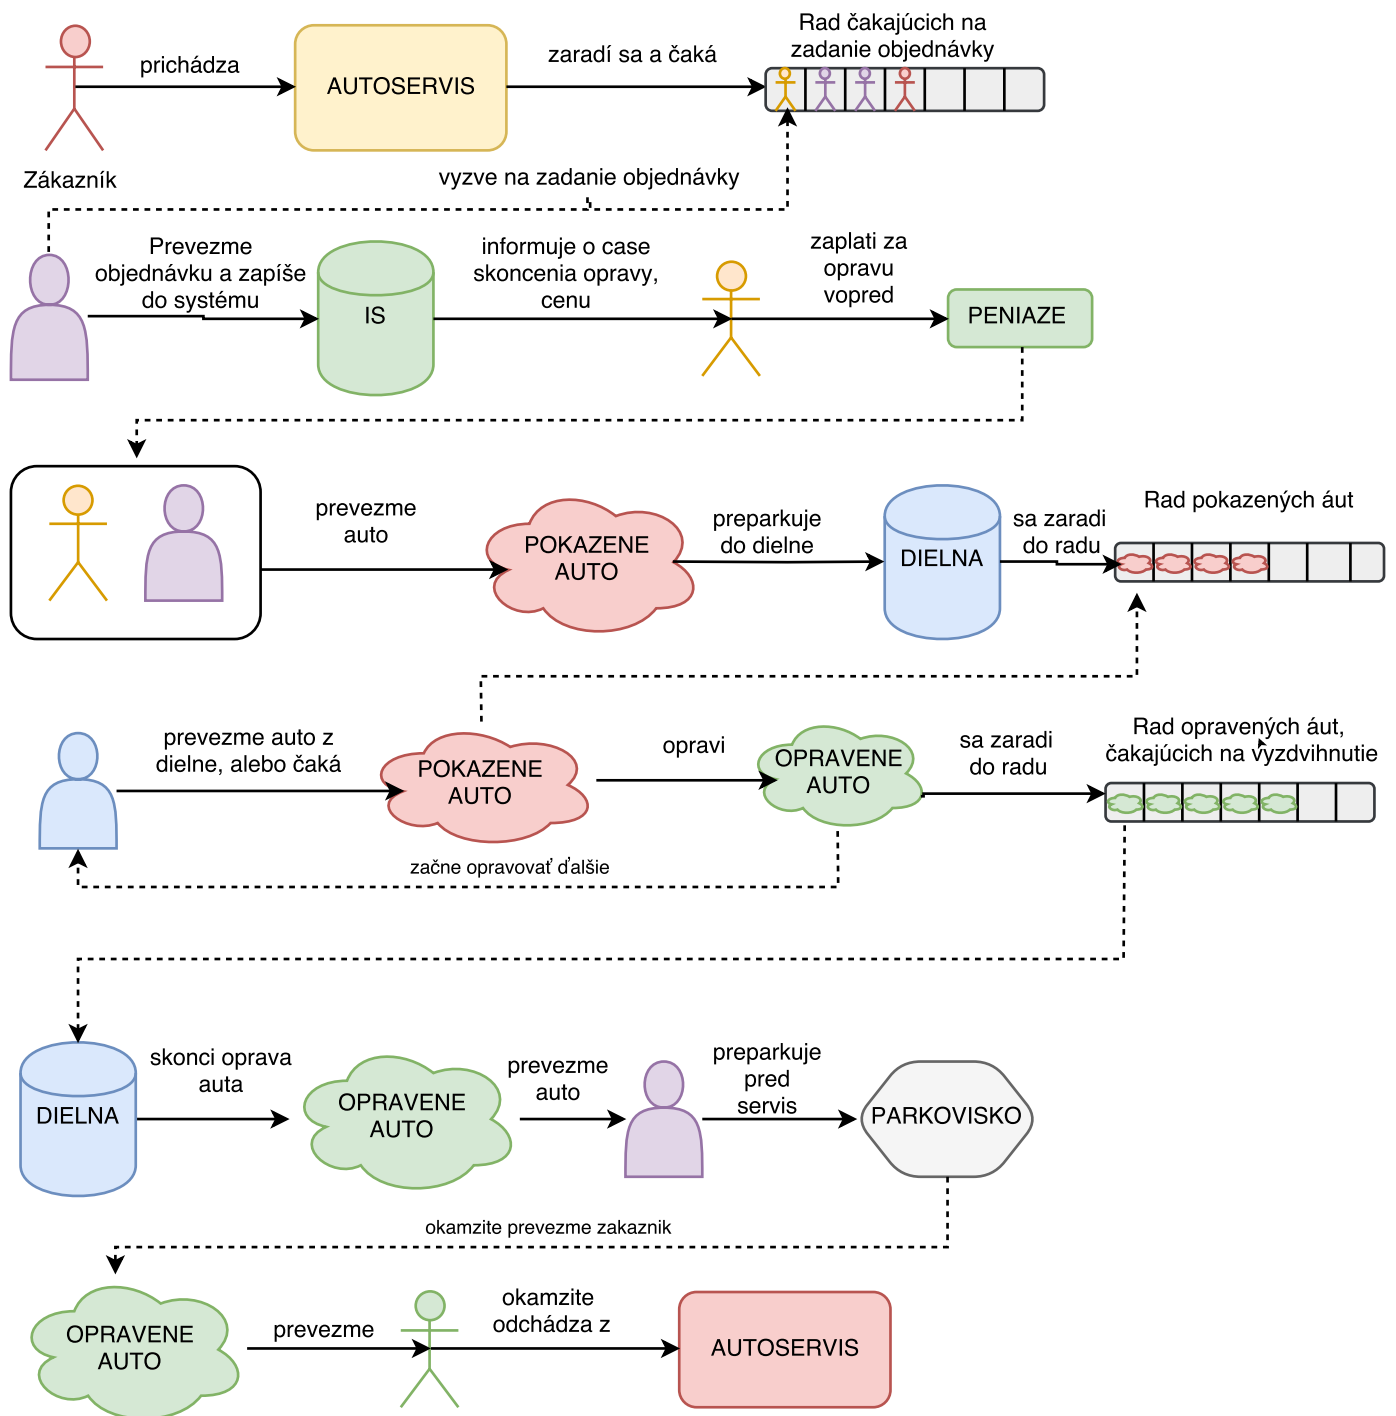 prichádza
AUTOSERVIS
zaradí sa a čaká
Rad čakajúcich na
zadanie objednávky
Zákazník
vyzve na zadanie objednávky
Prevezme
objednávku a zapíše
do systému
IS
informuje o case
skoncenia opravy,
cenu
zaplati za
opravu
vopred
PENIAZE
prevezme
auto
POKAZENE
AUTO
preparkuje
do dielne
DIELNA
sa zaradi
do radu
Rad pokazených áut
prevezme auto z
dielne, alebo čaká
POKAZENE
AUTO
opravi
OPRAVENE
AUTO
sa zaradi
do radu
Rad opravených áut,
čakajúcich na vyzdvihnutie
začne opravovať ďalšie
DIELNA
skonci oprava
auta
OPRAVENE
AUTO
prevezme
auto
preparkuje
pred
servis
PARKOVISKO
okamzite prevezme zakaznik
OPRAVENE
AUTO
prevezme
okamzite
odchádza z
AUTOSERVIS